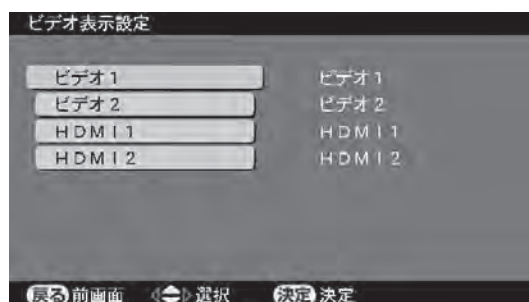 ビデオ表示設定
ビデオ1 ビデオ1
ビデオ2 ビデオ2
HDMI1 HDMI1
HDMI2 HDMI2
戻る 前画面 選択 決定 決定